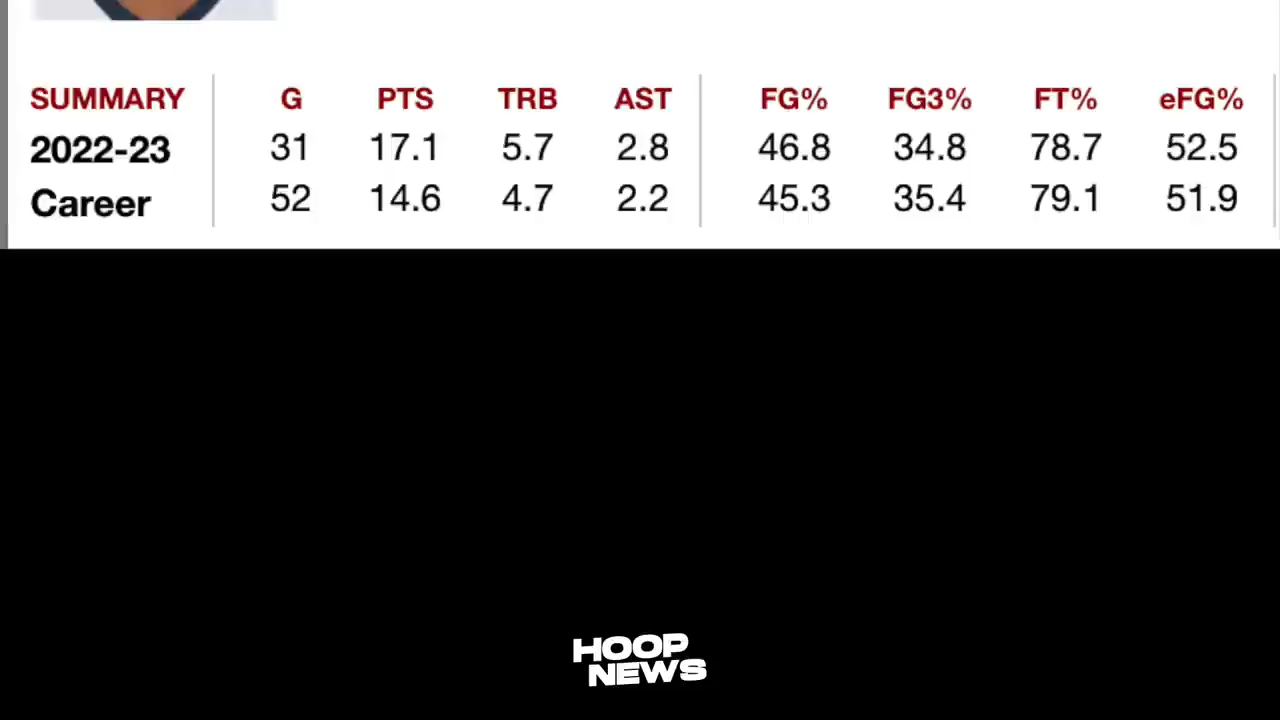 SUMMARY G PTS TRB AST FG% FG3% FT% eFG%
2022-23 31 17.1 5.7 2.8 46.8 34.8 78.7 52.5
Career 52 14.6 4.7 2.2 45.3 35.4 79.1 51.9
HOOP
NEWS